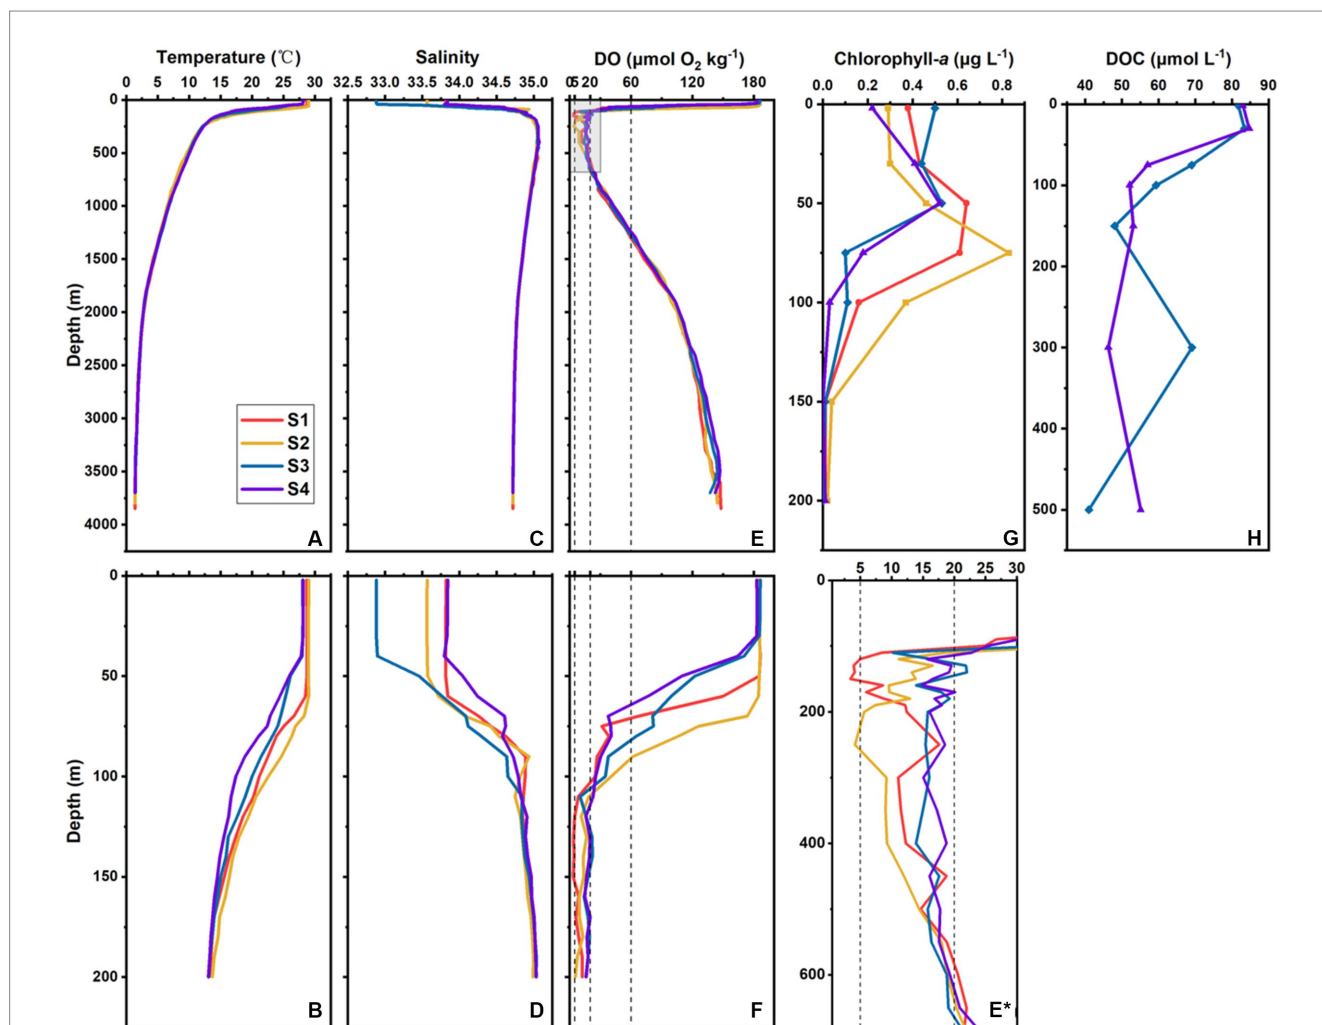 Temperature (℃)
Salinity
DO (μmol O2 kg-1)
Chlorophyll-a (μg L-1)
DOC (μmol L-1)
0 5 10 15 20 25 30
32.5 33.0 33.5 34.0 34.5 35.0
0 5 20 60 120 180
0.0 0.2 0.4 0.6 0.8
40 50 60 70 80 90
Depth (m)
0
500
1000
1500
2000
2500
3000
3500
4000
S1
S2
S3
S4
A
C
E
0
50
100
150
200
G
0
100
200
300
400
500
H
Depth (m)
0
50
100
150
200
B
D
F
5 10 15 20 25 30
0
200
400
600
E*